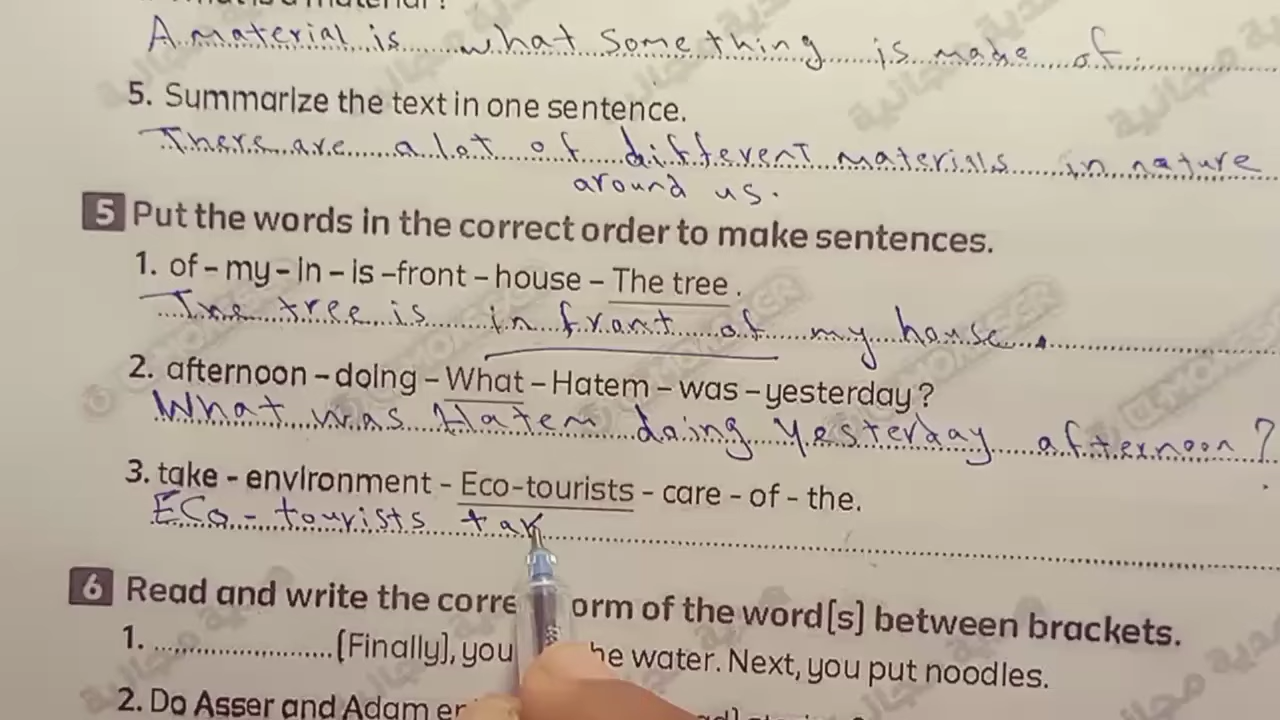 A material is what something is made of.
5. Summarize the text in one sentence.
There are a lot of different materials in nature
around us.
5 Put the words in the correct order to make sentences.
1. of – my – in – is –front – house – The tree .
The tree is in front of my house.
2. afternoon – doing – What – Hatem – was – yesterday ?
What was Hatem doing yesterday afternoon?
3. take - environment - Eco-tourists - care - of - the.
Eco-tourists tak
6 Read and write the corre orm of the word[s] between brackets.
1. ........................(Finally), you he water. Next, you put noodles.
2. Do Asser and Adam